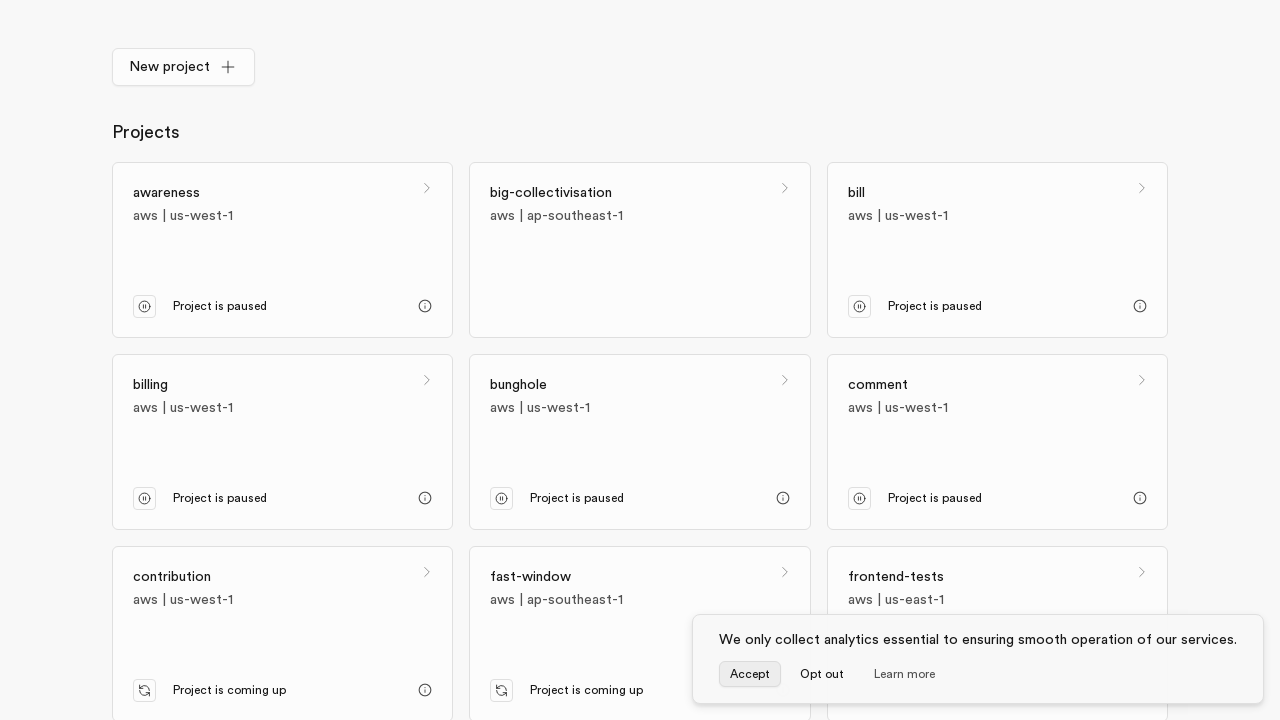 New project
Projects
awareness
aws | us-west-1
Project is paused
big-collectivisation
aws | ap-southeast-1
bill
aws | us-west-1
Project is paused
billing
aws | us-west-1
Project is paused
bunghole
aws | us-west-1
Project is paused
comment
aws | us-west-1
Project is paused
contribution
aws | us-west-1
Project is coming up
fast-window
aws | ap-southeast-1
Project is coming up
frontend-tests
aws | us-east-1
We only collect analytics essential to ensuring smooth operation of our services.
Accept
Opt out
Learn more